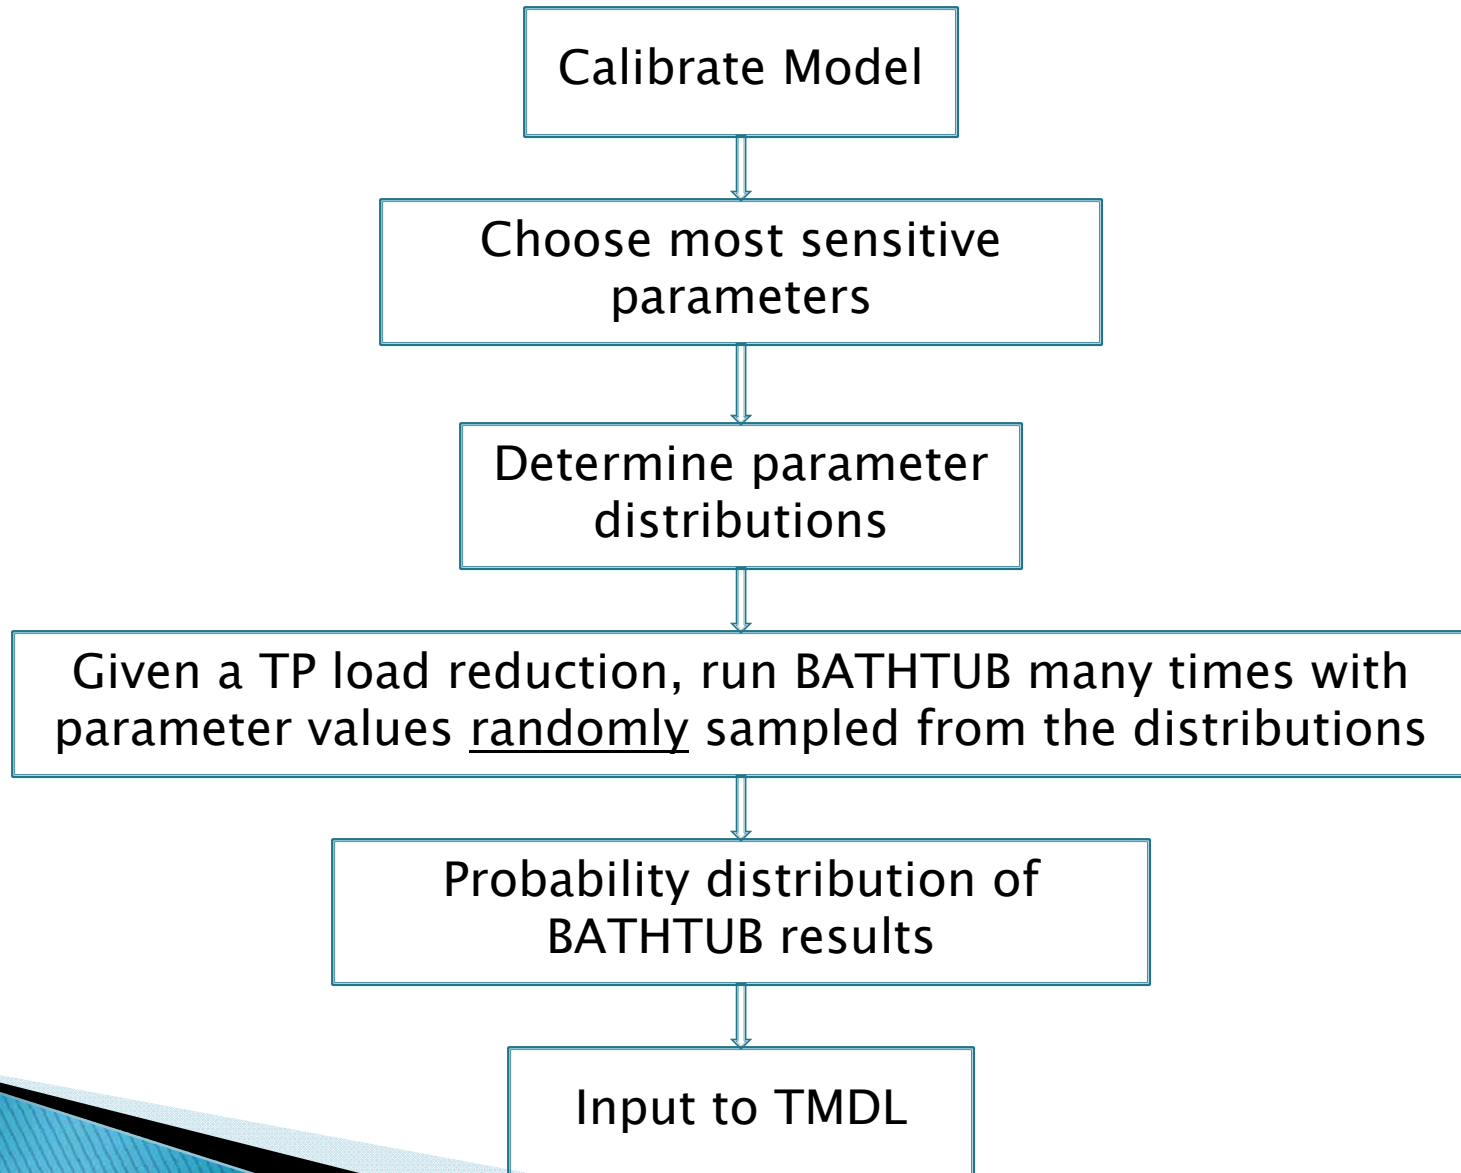 Calibrate Model
Choose most sensitive
parameters
Determine parameter
distributions
Given a TP load reduction, run BATHTUB many times with
parameter values randomly sampled from the distributions
Probability distribution of
BATHTUB results
Input to TMDL